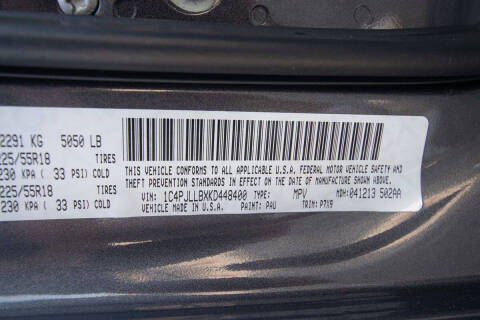 2291 KG 5050 LB
225/55R18 TIRES
230 KPA ( 33 PSI) COLD
225/55R18 TIRES
230 KPA ( 33 PSI) COLD
THIS VEHICLE CONFORMS TO ALL APPLICABLE U.S.A. FEDERAL MOTOR VEHICLE SAFETY AND
THEFT PREVENTION STANDARDS IN EFFECT ON THE DATE OF MANUFACTURE SHOWN ABOVE.
VIN: 1C4PJLLBXKD448400 TYPE: MPV MDH: 041213 502AA
VEHICLE MADE IN U.S.A. PAINT: PAU TRIM: P7X9